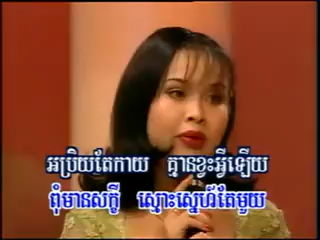 អប្រិយតែកាយ គ្មានខ្វះអ្វីឡើយ
ពុំមានសក្ខី ស្មោះស្នេហ៍តែមួយ